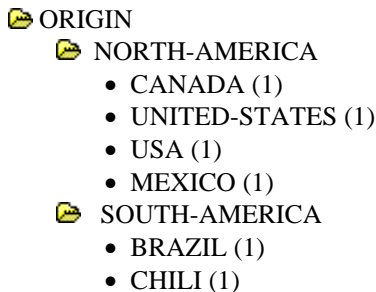 ORIGIN
NORTH-AMERICA
• CANADA (1)
• UNITED-STATES (1)
• USA (1)
• MEXICO (1)
SOUTH-AMERICA
• BRAZIL (1)
• CHILI (1)